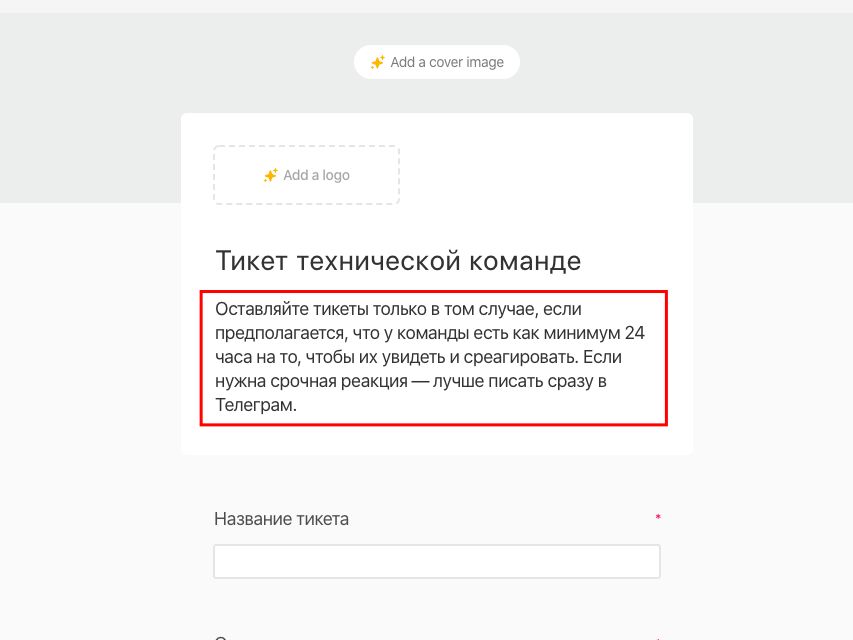 Add a cover image
Add a logo
Тикет технической команде
Оставляйте тикеты только в том случае, если
предполагается, что у команды есть как минимум 24
часа на то, чтобы их увидеть и среагировать. Если
нужна срочная реакция — лучше писать сразу в
Телеграм.
Название тикета *